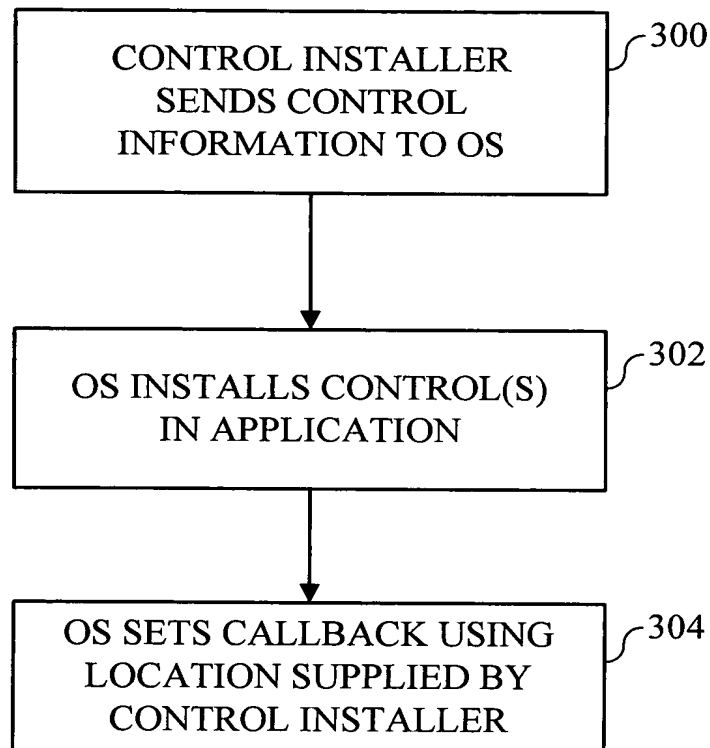 CONTROL INSTALLER
SENDS CONTROL
INFORMATION TO OS
300
OS INSTALLS CONTROL(S)
IN APPLICATION
302
OS SETS CALLBACK USING
LOCATION SUPPLIED BY
CONTROL INSTALLER
304